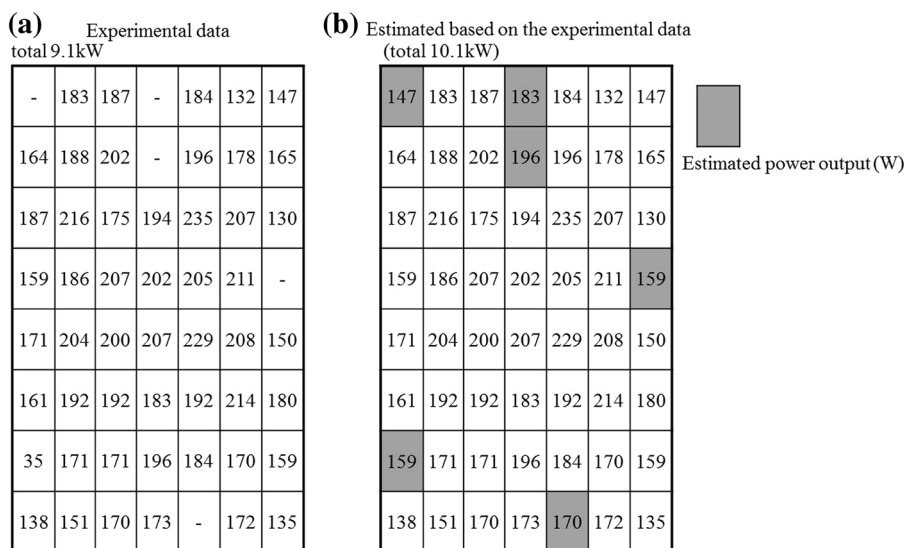 (a) Experimental data
total 9.1kW
- 183 187 - 184 132 147
164 188 202 - 196 178 165
187 216 175 194 235 207 130
159 186 207 202 205 211 -
171 204 200 207 229 208 150
161 192 192 183 192 214 180
35 171 171 196 184 170 159
138 151 170 173 - 172 135
(b) Estimated based on the experimental data
(total 10.1kW)
147 183 187 183 184 132 147
164 188 202 196 196 178 165
187 216 175 194 235 207 130
159 186 207 202 205 211 159
171 204 200 207 229 208 150
161 192 192 183 192 214 180
159 171 171 196 184 170 159
138 151 170 173 170 172 135
Estimated power output (W)